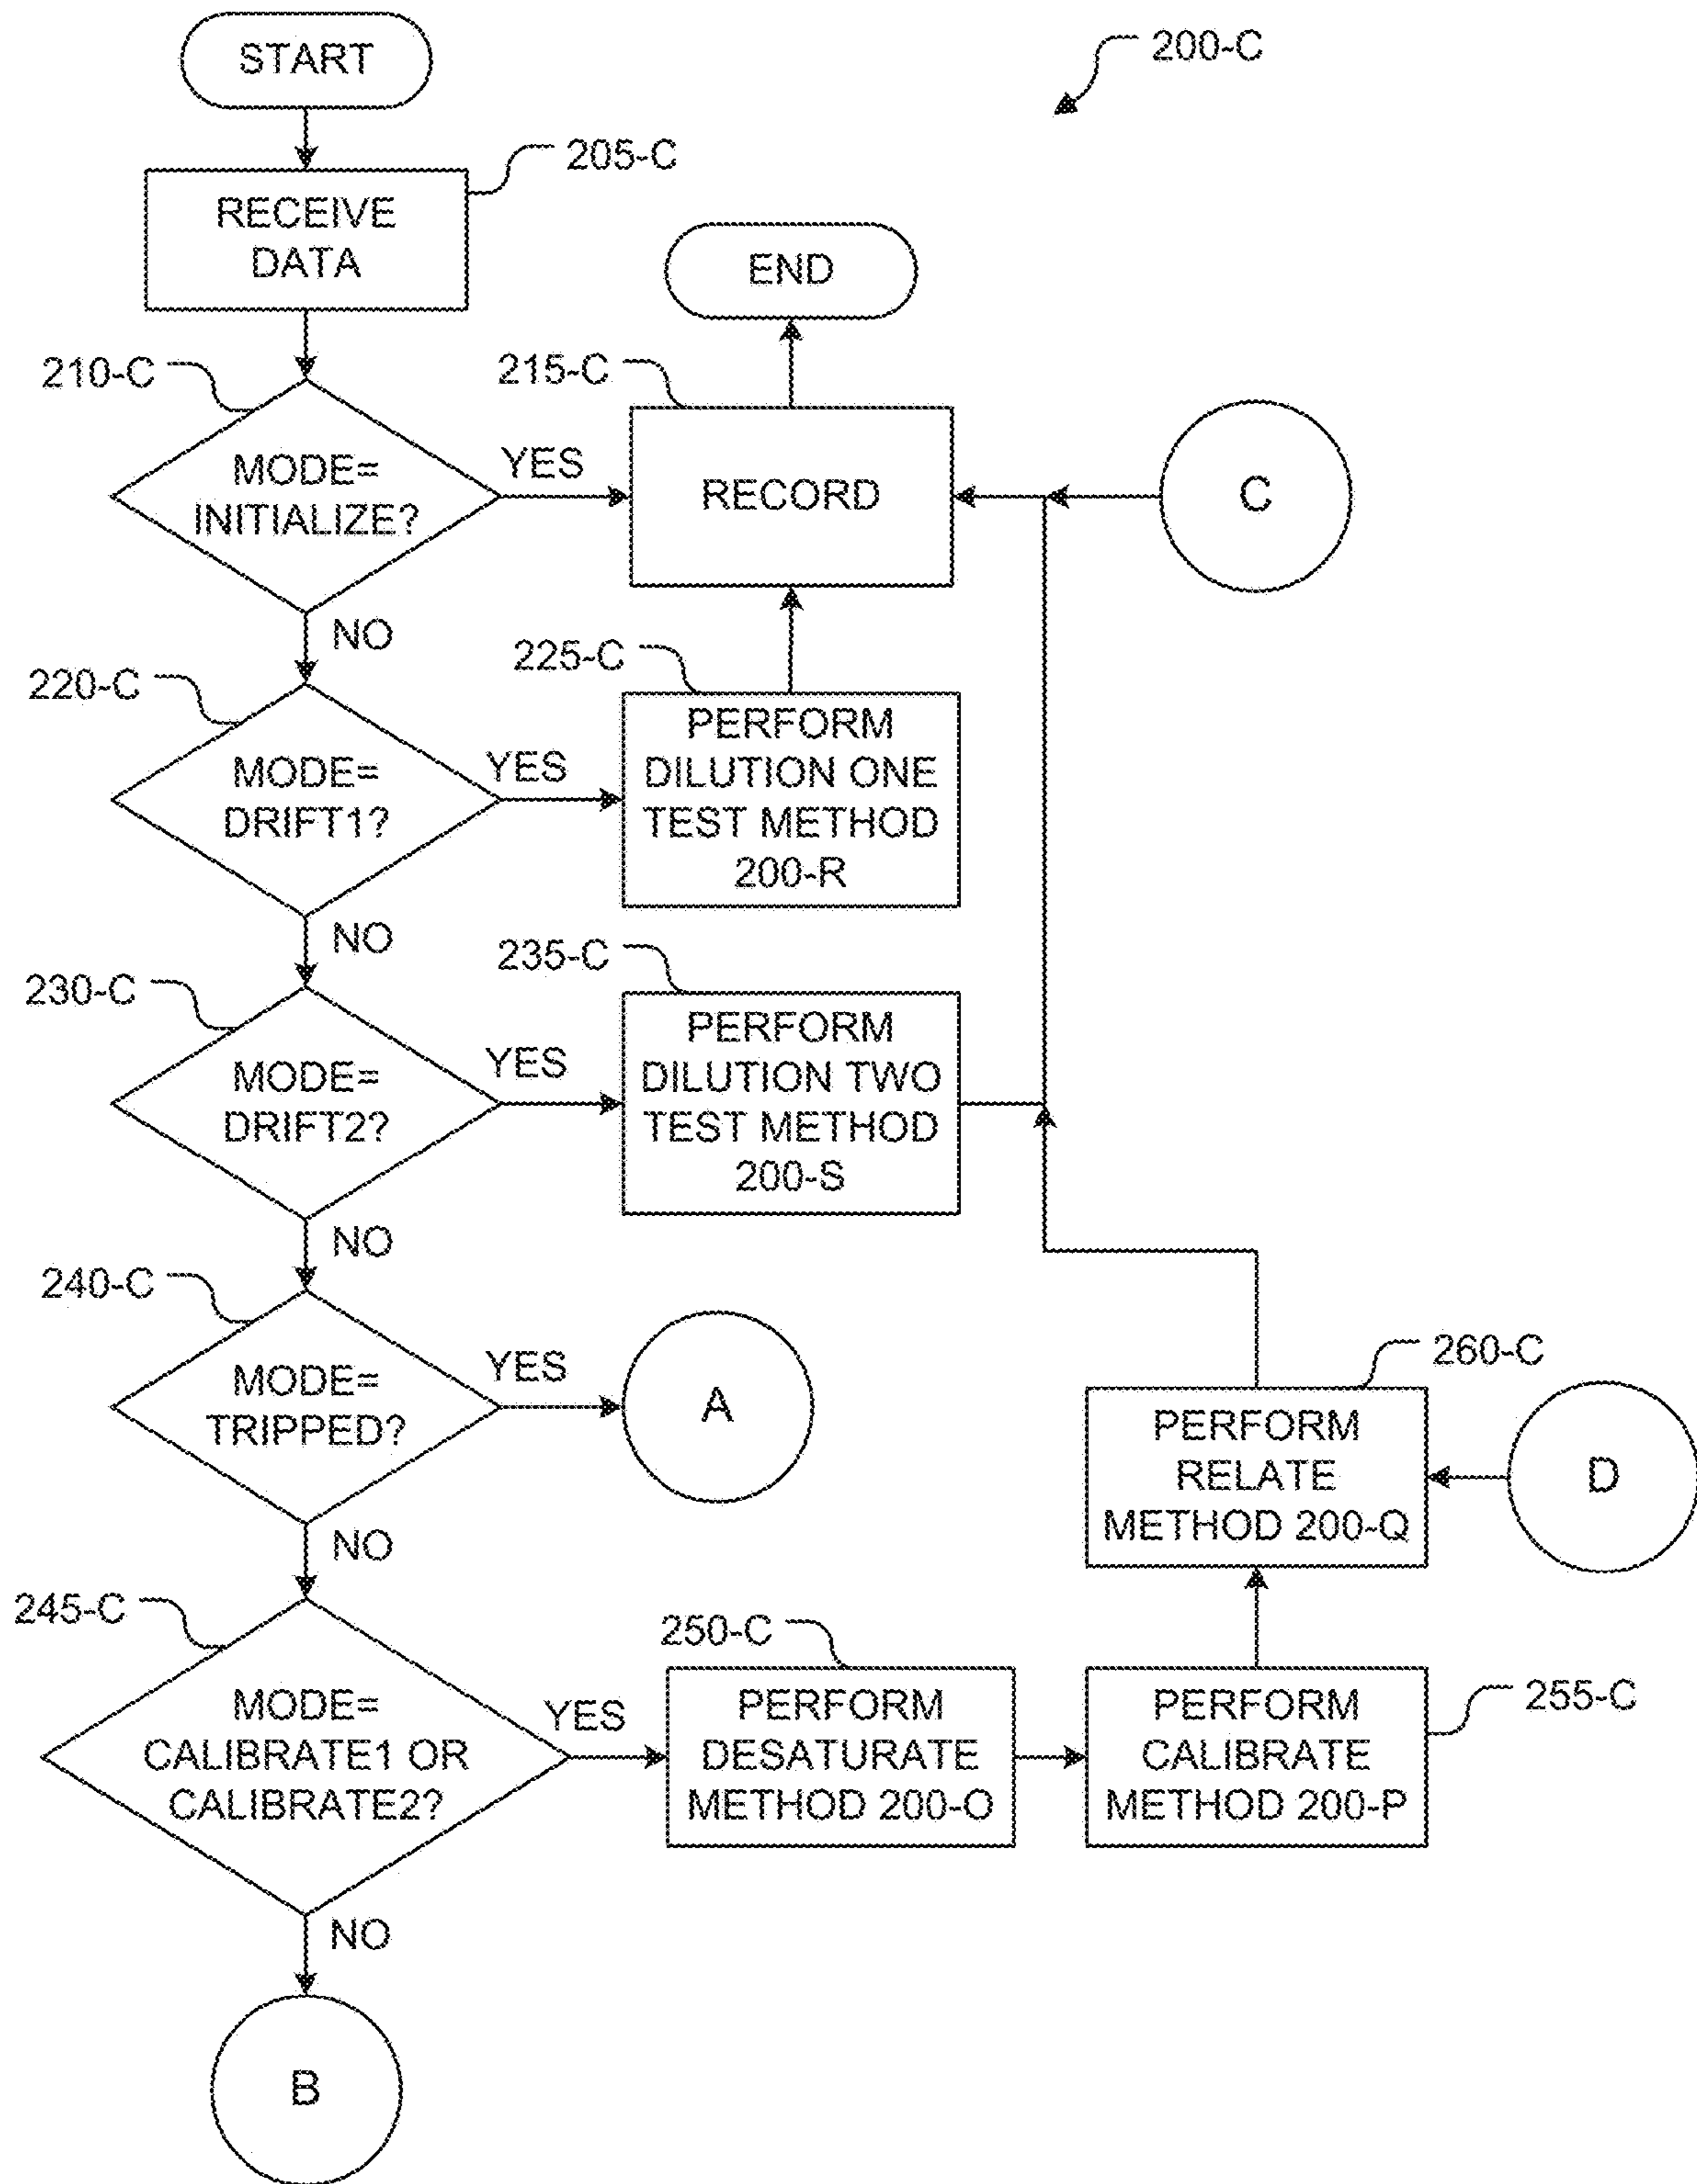 START
200-C
205-C
RECEIVE
DATA
END
210-C
215-C
MODE=
INITIALIZE?
YES
RECORD
C
NO
220-C
225-C
MODE=
DRIFT1?
YES
PERFORM
DILUTION ONE
TEST METHOD
200-R
NO
230-C
235-C
MODE=
DRIFT2?
YES
PERFORM
DILUTION TWO
TEST METHOD
200-S
NO
240-C
MODE=
TRIPPED?
YES
A
260-C
PERFORM
RELATE
METHOD 200-Q
D
NO
245-C
250-C
255-C
MODE=
CALIBRATE1 OR
CALIBRATE2?
YES
PERFORM
DESATURATE
METHOD 200-O
PERFORM
CALIBRATE
METHOD 200-P
NO
B